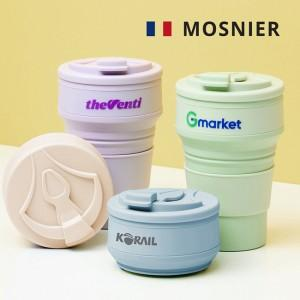 MOSNIER
theVenti
Gmarket
KORAIL